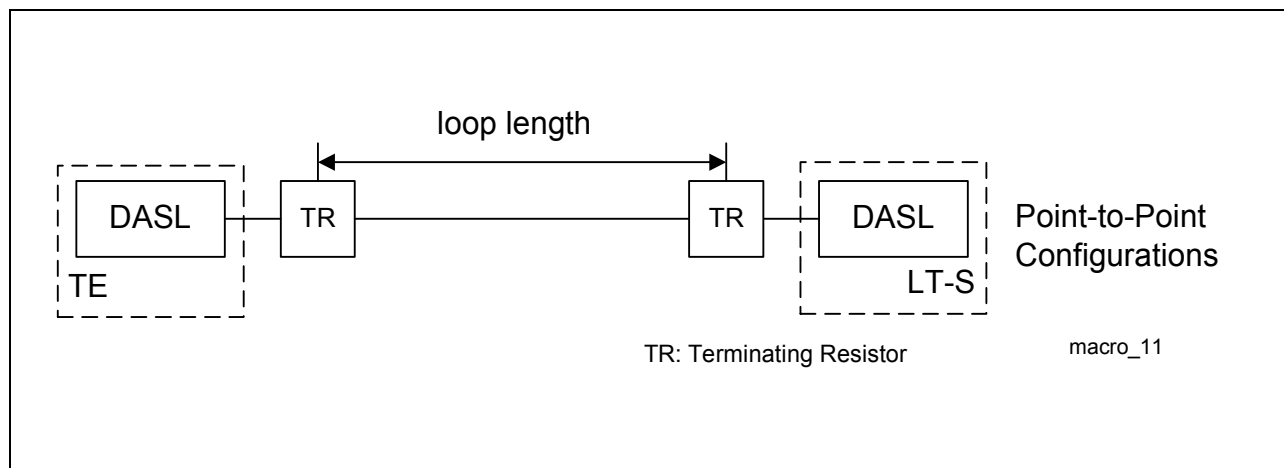 loop length
DASL
TR
TR
DASL
Point-to-Point
Configurations
TE
LT-S
TR: Terminating Resistor
macro_11